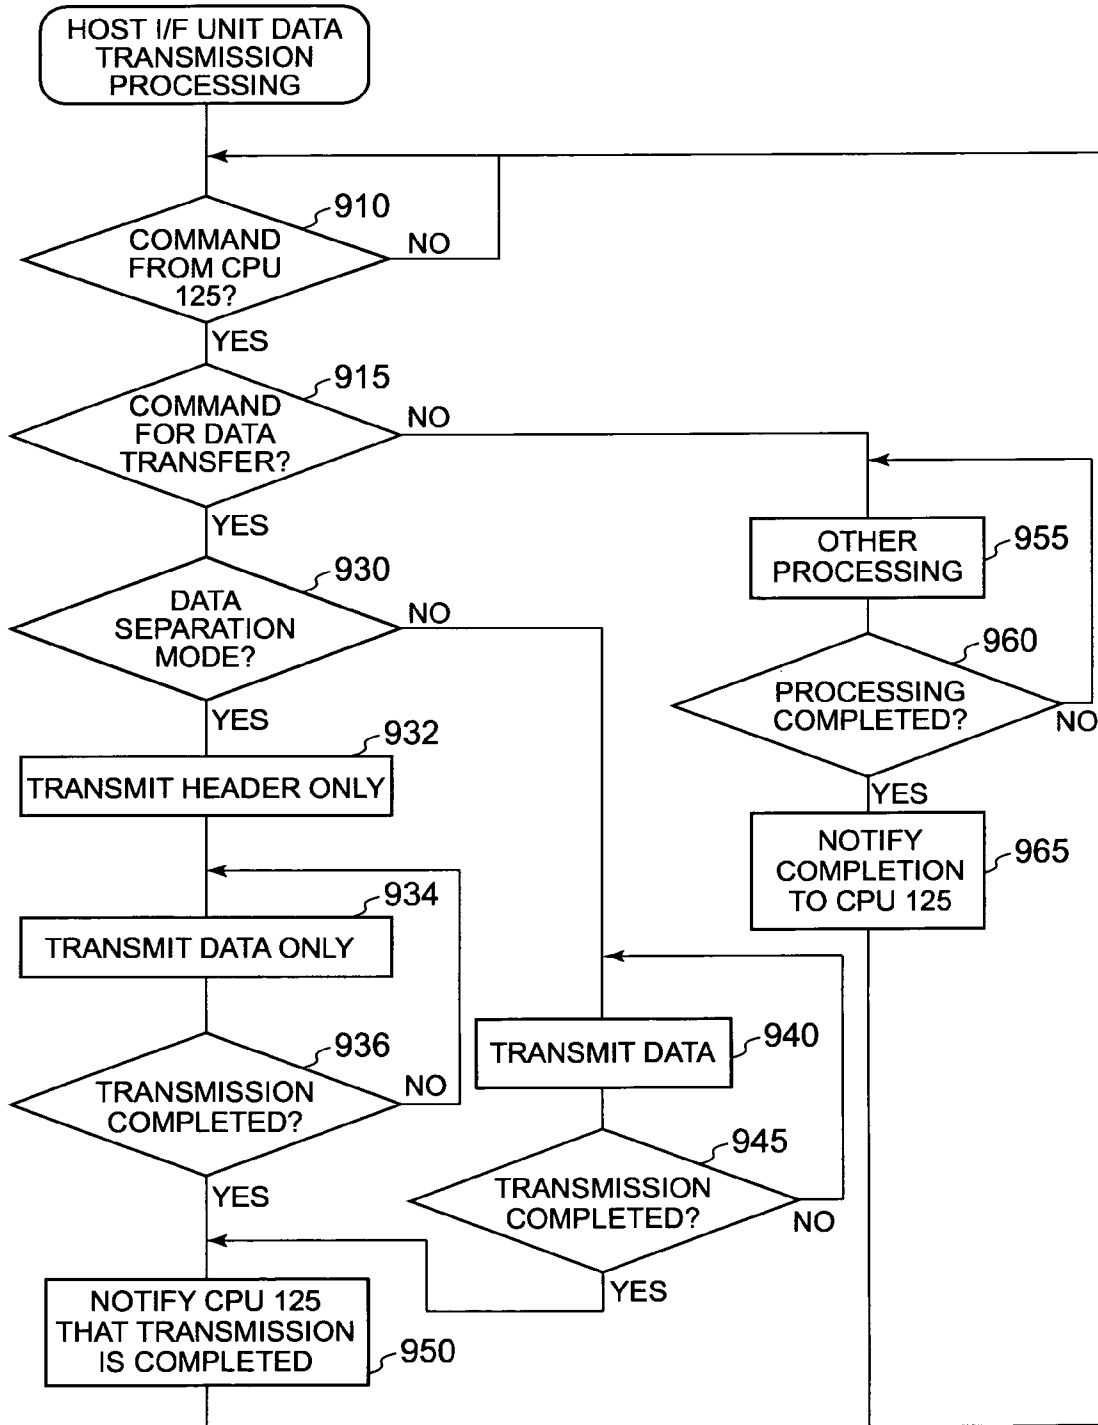 HOST I/F UNIT DATA
TRANSMISSION
PROCESSING
910
COMMAND
FROM CPU
125?
NO
YES
915
COMMAND
FOR DATA
TRANSFER?
NO
YES
930
DATA
SEPARATION
MODE?
NO
YES
932
TRANSMIT HEADER ONLY
934
TRANSMIT DATA ONLY
936
TRANSMISSION
COMPLETED?
NO
YES
940
TRANSMIT DATA
945
TRANSMISSION
COMPLETED?
NO
YES
NOTIFY CPU 125
THAT TRANSMISSION
IS COMPLETED
950
OTHER
PROCESSING
955
960
PROCESSING
COMPLETED?
NO
YES
NOTIFY
COMPLETION
TO CPU 125
965